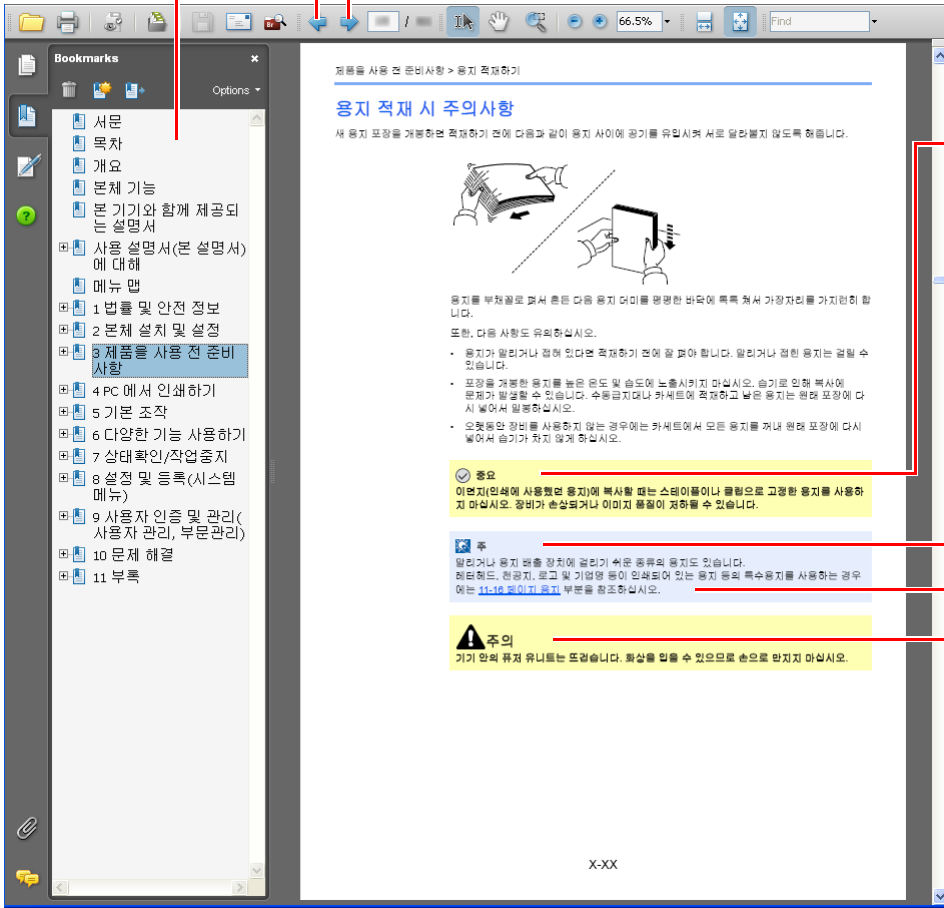 /
66.5%
Find
Bookmarks
Options
서문
목차
개요
본체 기능
본 기기와 함께 제공되
는 설명서
사용 설명서(본 설명서)
에 대해
메뉴 맵
1 법률 및 안전 정보
2 본체 설치 및 설정
3 제품을 사용 전 준비
사항
4 PC 에서 인쇄하기
5 기본 조작
6 다양한 기능 사용하기
7 상태확인/작업중지
8 설정 및 등록(시스템
메뉴)
9 사용자 인증 및 관리(
사용자 관리, 부문관리)
10 문제 해결
11 부록
제품을 사용 전 준비사항 > 용지 적재하기
용지 적재 시 주의사항
새 용지 포장을 개봉하면 적재하기 전에 다음과 같이 용지 사이에 공기를 유입시켜 서로 달라붙지 않도록 해줍니다.
용지를 부채꼴로 펴서 흔든 다음 용지 더미를 평평한 바닥에 톡톡 쳐서 가장자리를 가지런히 합
니다.
또한, 다음 사항도 유의하십시오.
• 용지가 말리거나 접혀 있다면 적재하기 전에 잘 펴야 합니다. 말리거나 접힌 용지는 걸릴 수
있습니다.
• 포장을 개봉한 용지를 높은 온도 및 습도에 노출시키지 마십시오. 습기로 인해 복사에
문제가 발생할 수 있습니다. 수동급지대나 카세트에 적재하고 남은 용지는 원래 포장에 다
시 넣어서 밀봉하십시오.
• 오랫동안 장비를 사용하지 않는 경우에는 카세트에서 모든 용지를 꺼내 원래 포장에 다시
넣어서 습기가 차지 않게 하십시오.
중요
이면지(인쇄에 사용했던 용지)에 복사할 때는 스테이플이나 클립으로 고정한 용지를 사용하
지 마십시오. 장비가 손상되거나 이미지 품질이 저하될 수 있습니다.
주
말리거나 용지 배출 장치에 걸리기 쉬운 종류의 용지도 있습니다.
레터헤드, 천공지, 로고 및 기업명 등이 인쇄되어 있는 용지 등의 특수용지를 사용하는 경우
에는 11-16 페이지 용지 부분을 참조하십시오.
주의
기기 안의 퓨저 유니트는 뜨겁습니다. 화상을 입을 수 있으므로 손으로 만지지 마십시오.
X-XX